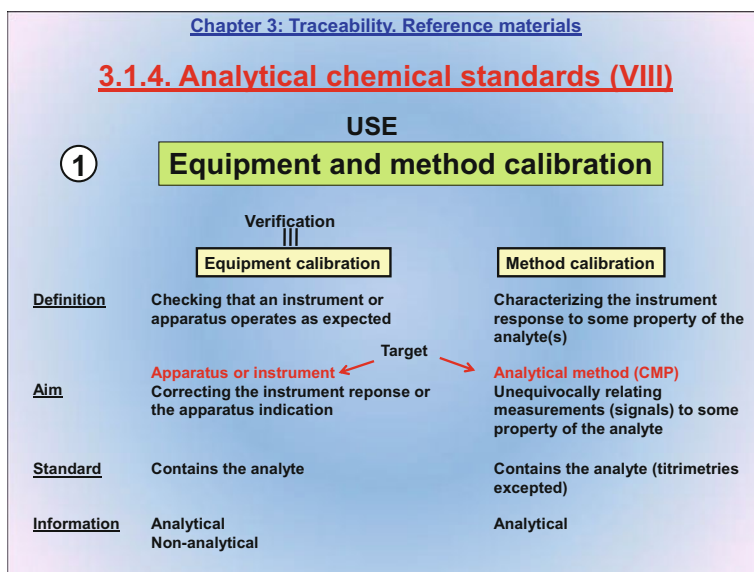 Chapter 3: Traceability. Reference materials
3.1.4. Analytical chemical standards (VIII)
USE
1
Equipment and method calibration
Verification
Equipment calibration
Method calibration
Definition
Checking that an instrument or
apparatus operates as expected
Characterizing the instrument
response to some property of the
analyte(s)
Target
Apparatus or instrument
Analytical method (CMP)
Aim
Correcting the instrument reponse or
the apparatus indication
Unequivocally relating
measurements (signals) to some
property of the analyte
Standard
Contains the analyte
Contains the analyte (titrimetries
excepted)
Information
Analytical
Non-analytical
Analytical